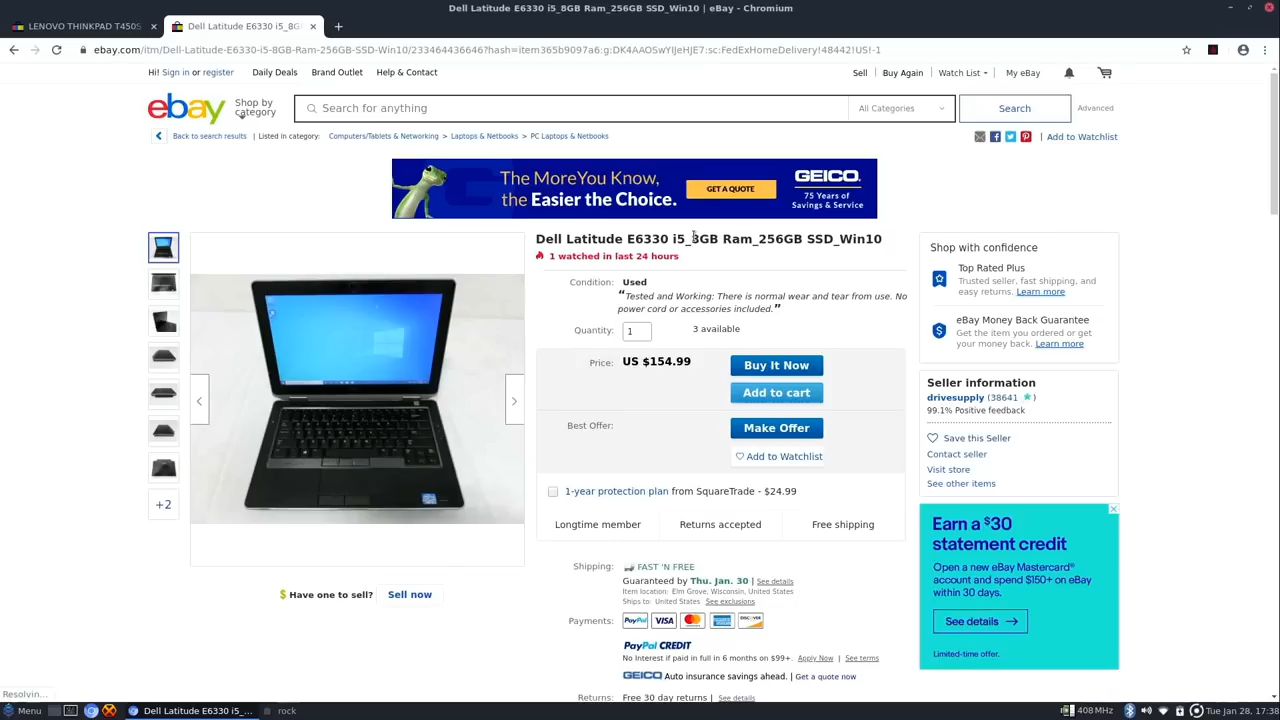 Dell Latitude E6330 i5_8GB Ram_256GB SSD_Win10 | eBay - Chromium
LENOVO THINKPAD T450S
Dell Latitude E6330 i5_8G
ebay.com/itm/Dell-Latitude-E6330-i5-8GB-Ram-256GB-SSD-Win10/233464436646?hash=item365b9097a6:g:DK4AAOSwYIJeHJE7:sc:FedExHomeDelivery!48442!US!-1
Hi! Sign in or register
Daily Deals
Brand Outlet
Help & Contact
Sell
Buy Again
Watch List
My eBay
ebay
Shop by
category
Search for anything
All Categories
Search
Advanced
Back to search results | Listed in category: Computers/Tablets & Networking > Laptops & Netbooks > PC Laptops & Netbooks
| Add to Watchlist
The More You Know,
the Easier the Choice.
GET A QUOTE
GEICO
75 Years of
Savings & Service
Dell Latitude E6330 i5_8GB Ram_256GB SSD_Win10
1 watched in last 24 hours
Condition: Used
“Tested and Working: There is normal wear and tear from use. No
power cord or accessories included.”
Quantity: 1
3 available
Price: US $154.99
Buy It Now
Add to cart
Best Offer:
Make Offer
Add to Watchlist
1-year protection plan from SquareTrade - $24.99
Longtime member
Returns accepted
Free shipping
Shipping: FAST 'N FREE
Guaranteed by Thu. Jan. 30 | See details
Item location: Elm Grove, Wisconsin, United States
Ships to: United States See exclusions
Payments: PayPal VISA
DISCOVER
PayPal CREDIT
No Interest if paid in full in 6 months on $99+. Apply Now | See terms
GEICO Auto insurance savings ahead. | Get a quote now
Returns: Free 30 day returns | See details
+2
$ Have one to sell? Sell now
Shop with confidence
Top Rated Plus
Trusted seller, fast shipping, and
easy returns. Learn more
eBay Money Back Guarantee
Get the item you ordered or get
your money back. Learn more
Seller information
drivesupply (38641 )
99.1% Positive feedback
Save this Seller
Contact seller
Visit store
See other items
Earn a $30
statement credit
Open a new eBay Mastercard®
account and spend $150+ on eBay
within 30 days.
See details
Limited-time offer.
Resolvin...
Menu
Dell Latitude E6330 i5_...
rock
408 MHz
Tue Jan 28, 17:38